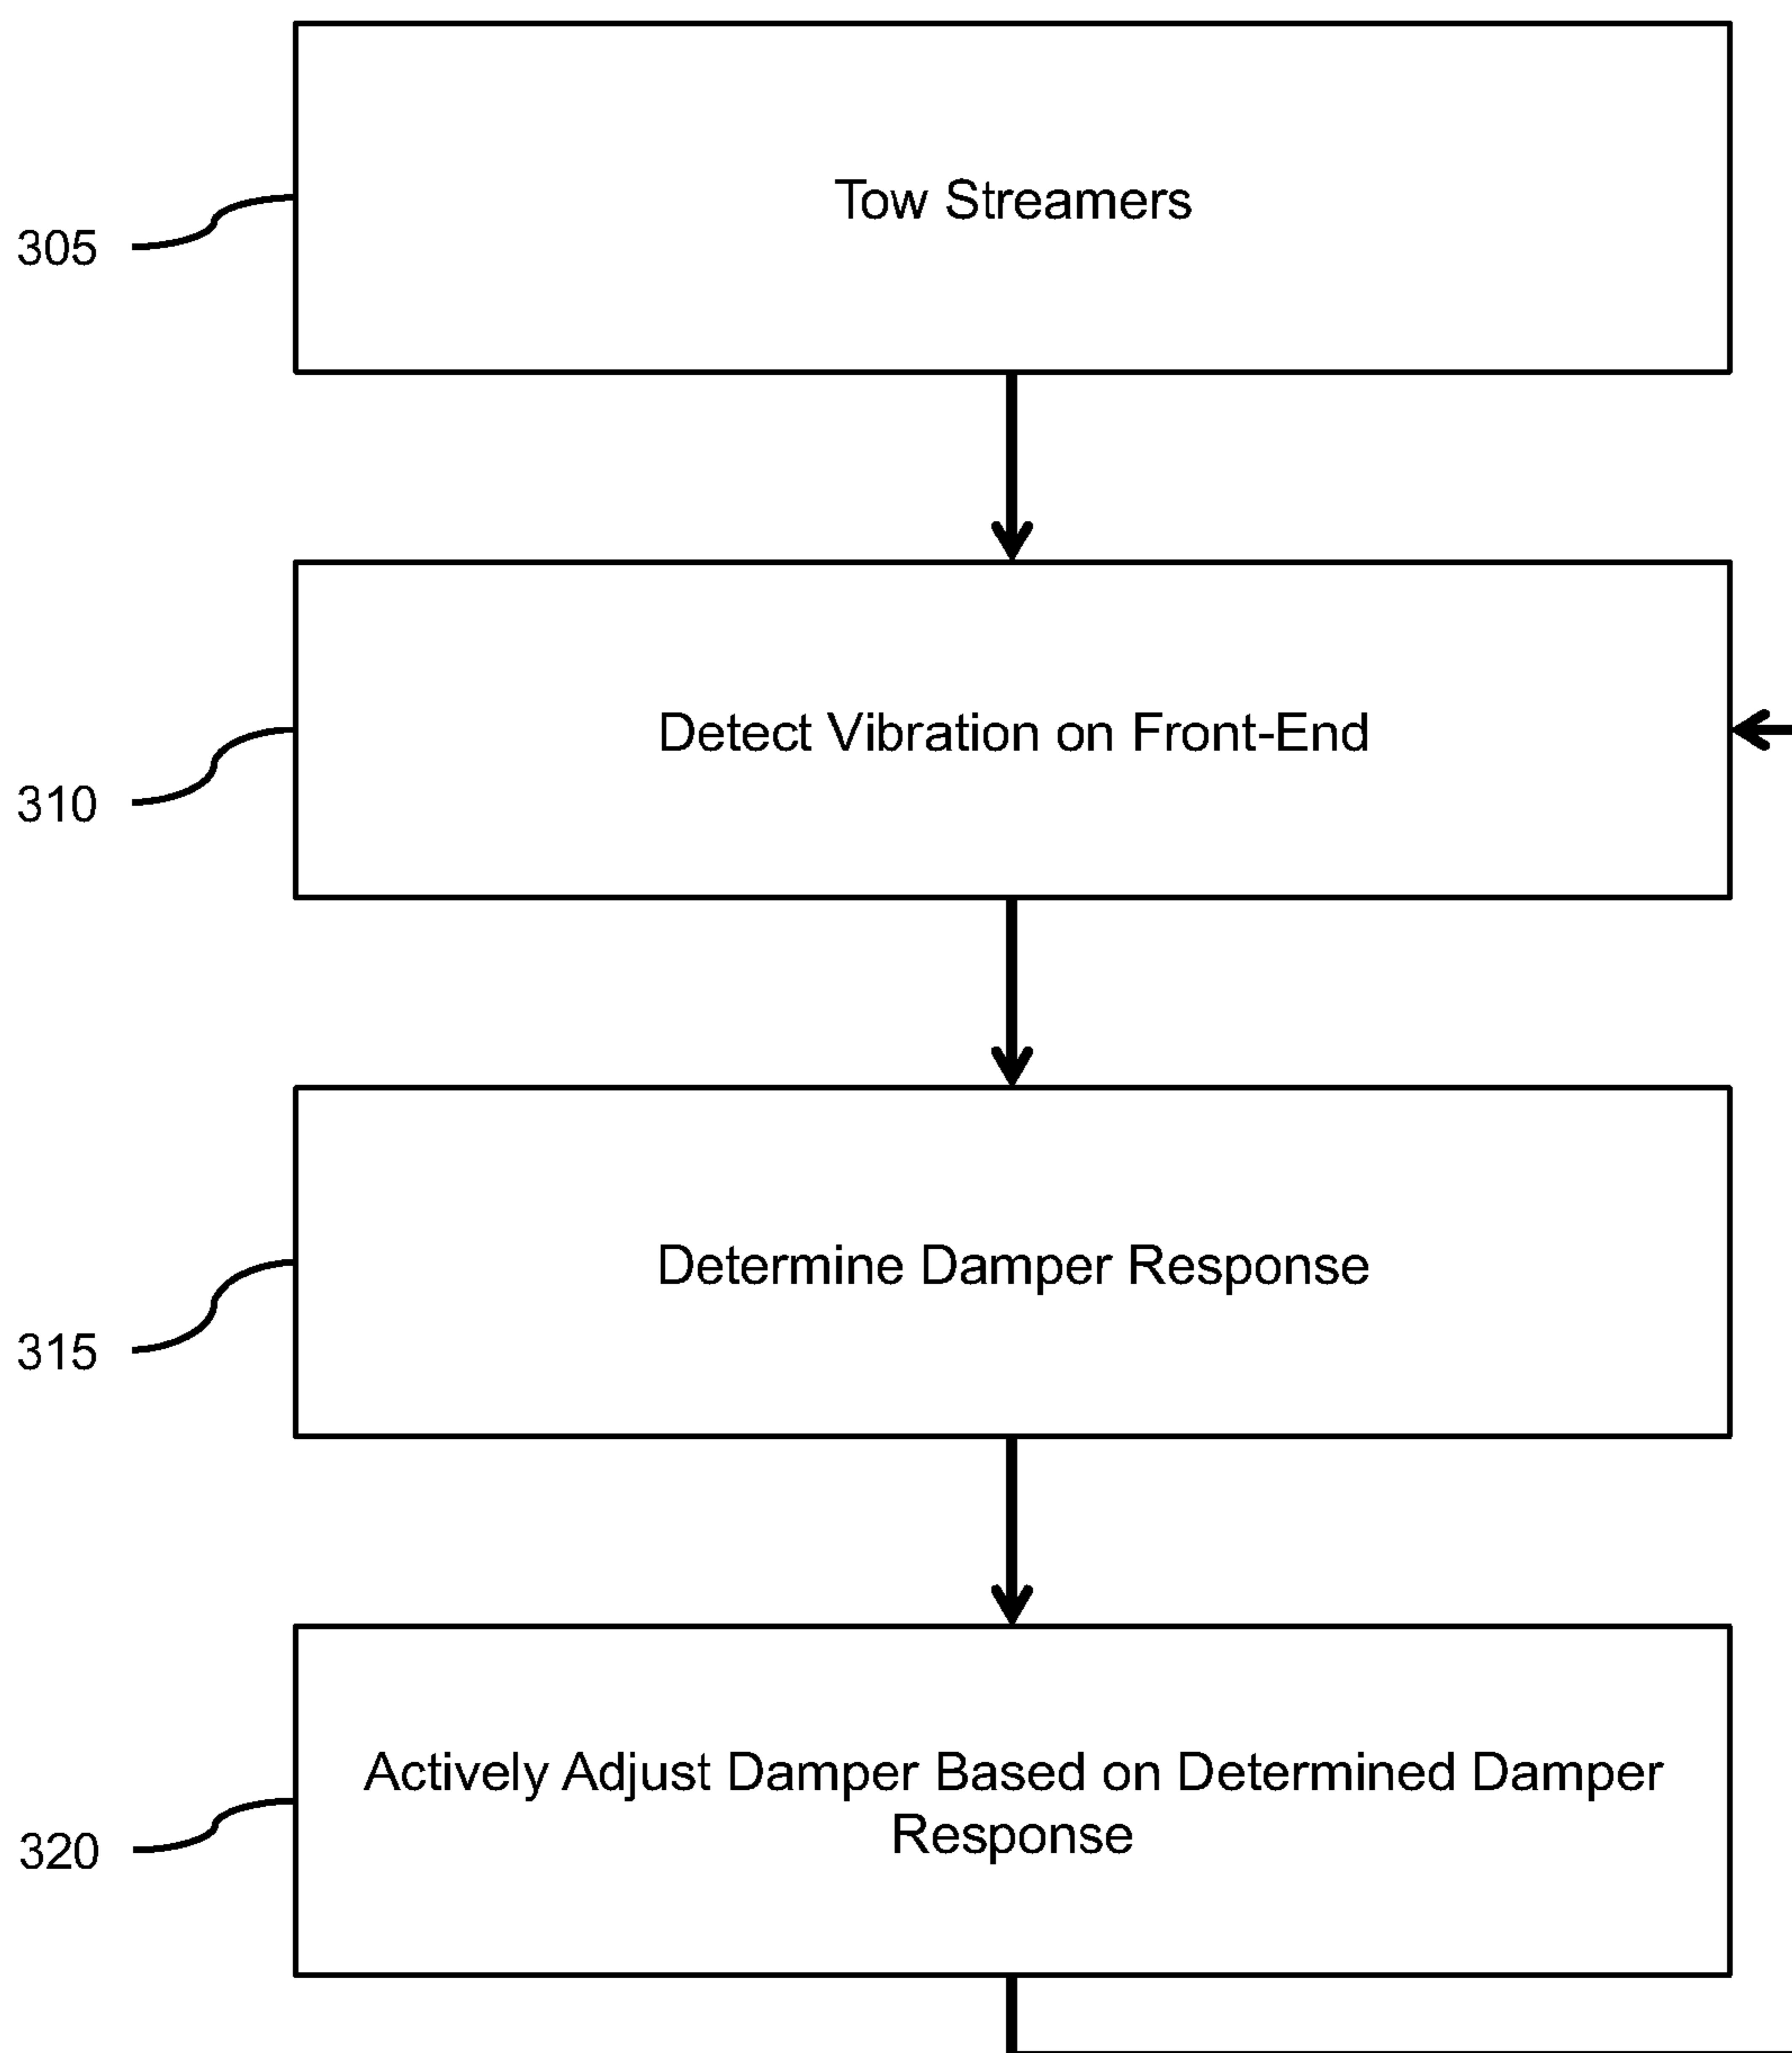 Tow Streamers
305
Detect Vibration on Front-End
310
Determine Damper Response
315
Actively Adjust Damper Based on Determined Damper
Response
320